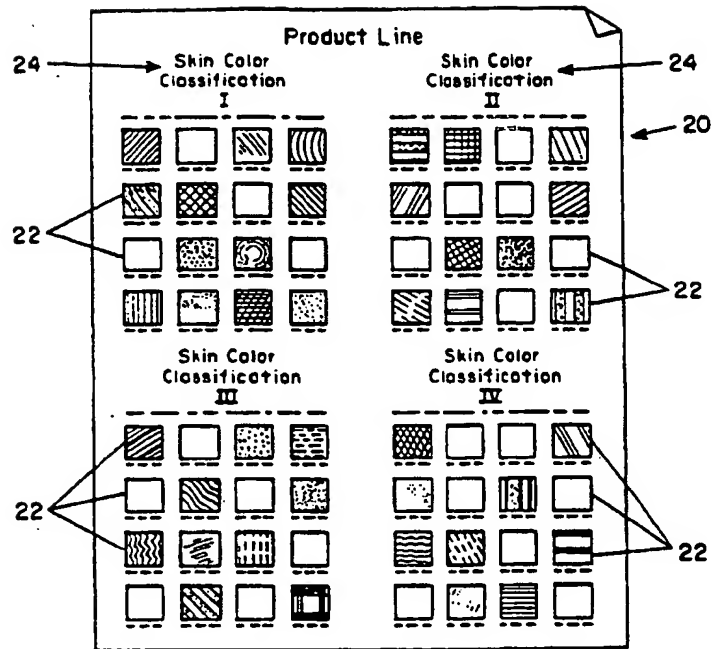 Product Line
24
Skin Color
Classification
I
Skin Color
Classification
II
24
20
22
22
Skin Color
Classification
III
Skin Color
Classification
IV
22
22